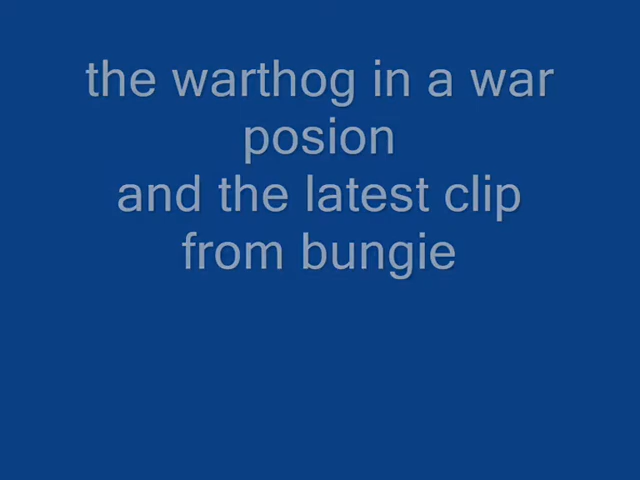 the warthog in a war
posion
and the latest clip
from bungie